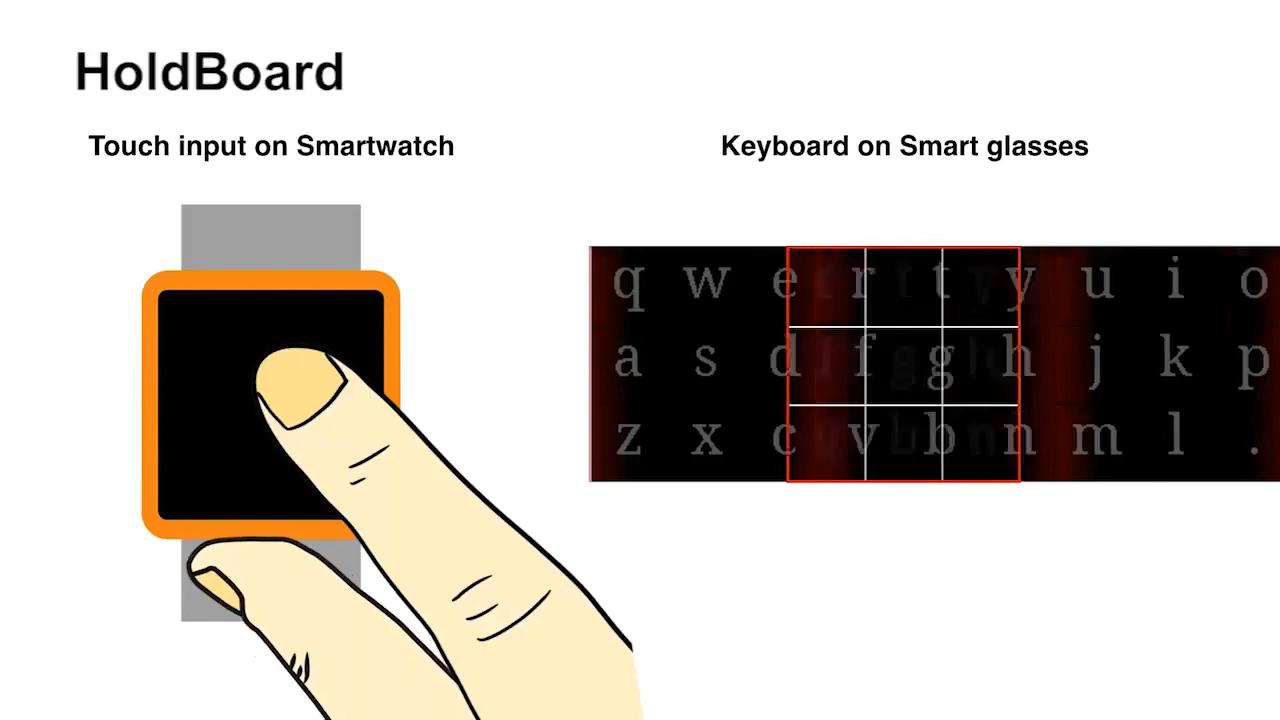 HoldBoard
Touch input on Smartwatch
Keyboard on Smart glasses
q w e r t y u i o
a s d f g h j k p
z x c v b n m l .